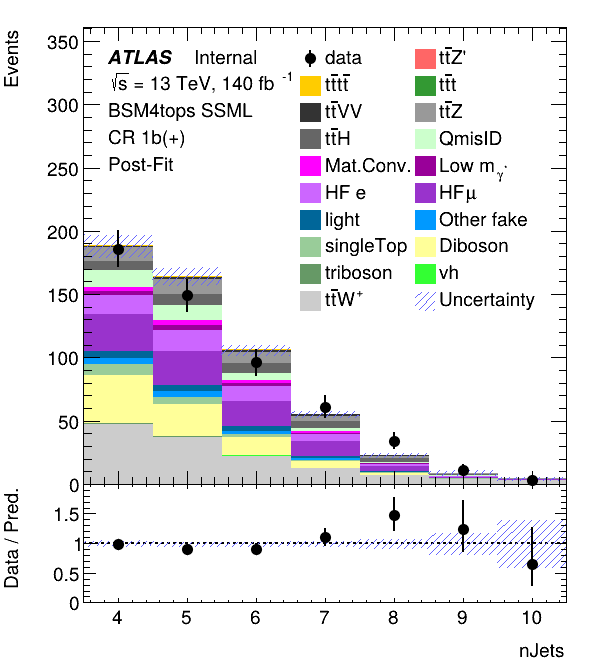 Events
350
300
250
200
150
100
50
0
ATLAS Internal
√s = 13 TeV, 140 fb⁻¹
BSM4tops SSML
CR 1b(+)
Post-Fit
data
tt̄Z'
tt̄tt̄
tt̄t
tt̄VV
tt̄Z
tt̄H
QmisID
Mat.Conv.
Low m_γ*
HF e
HF μ
light
Other fake
singleTop
Diboson
triboson
vh
tt̄W⁺
Uncertainty
Data / Pred.
1.5
1
0.5
0
4 5 6 7 8 9 10
nJets